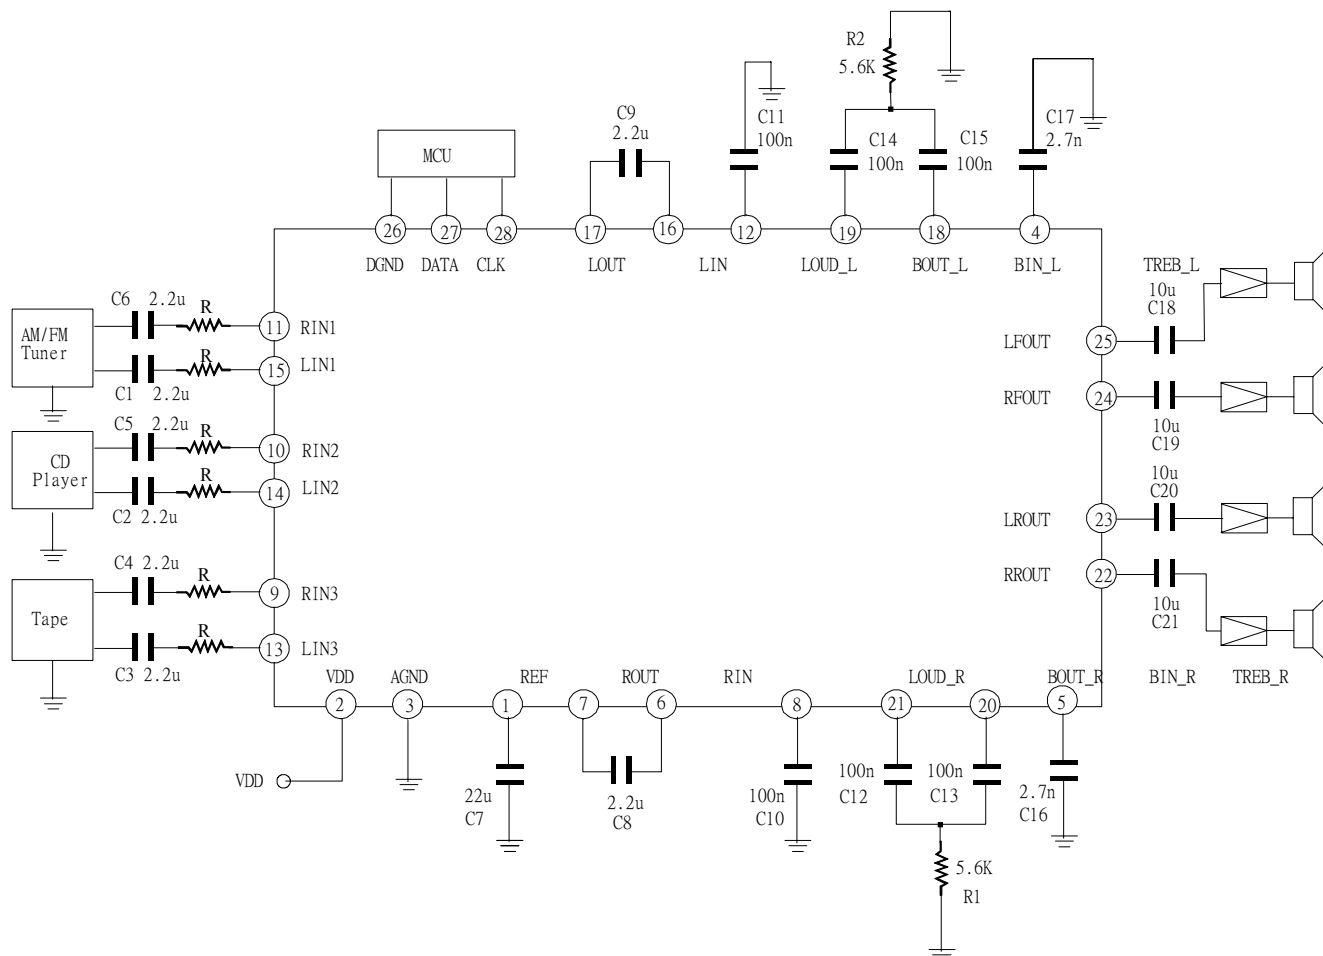 R2
5.6K
C9
2.2u
C11
100n
C14
100n
C15
100n
C17
2.7n
MCU
26
27
28
17
16
12
19
18
4
DGND
DATA
CLK
LOUT
LIN
LOUD_L
BOUT_L
BIN_L
TREB_L
10u
C18
C6
2.2u
R
11
RIN1
AM/FM
Tuner
R
15
LIN1
C1
2.2u
25
LFOUT
24
RFOUT
10u
C19
C5
2.2u
R
10
RIN2
CD
Player
R
14
LIN2
C2
2.2u
10u
C20
LROUT
23
RROUT
22
10u
C21
C4
2.2u
R
9
RIN3
Tape
R
13
LIN3
C3
2.2u
VDD
AGND
REF
ROUT
RIN
LOUD_R
BOUT_R
BIN_R
TREB_R
2
3
1
7
6
8
21
20
5
VDD
22u
C7
2.2u
C8
100n
C10
100n
C12
100n
C13
2.7n
C16
5.6K
R1